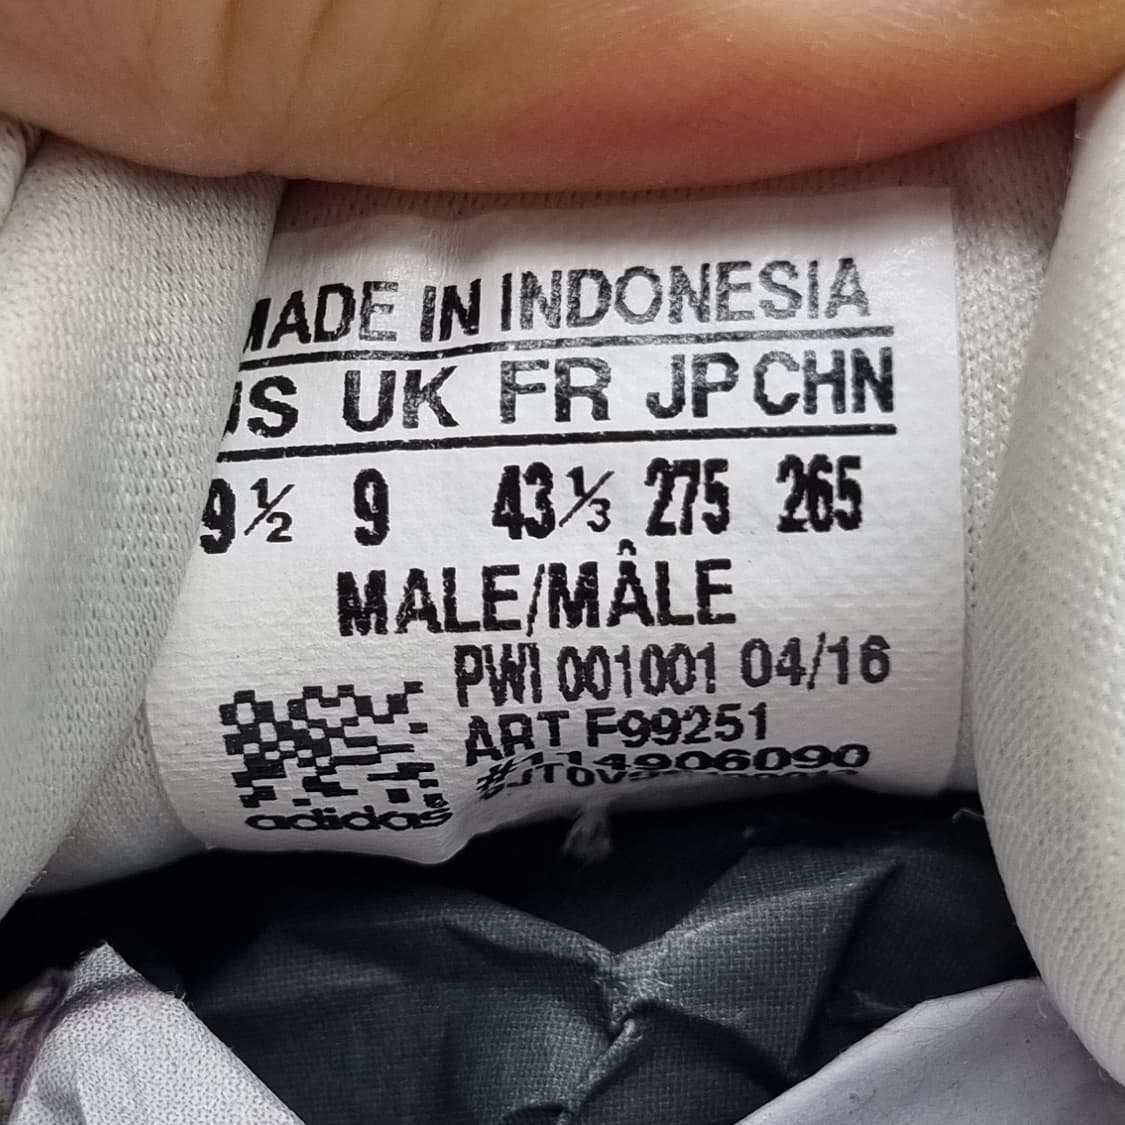 MADE IN INDONESIA
US UK FR JP CHN
9½ 9 43⅓ 275 265
MALE/MÂLE
PWI 001001 04/16
ART F99251
#114906090
adidas